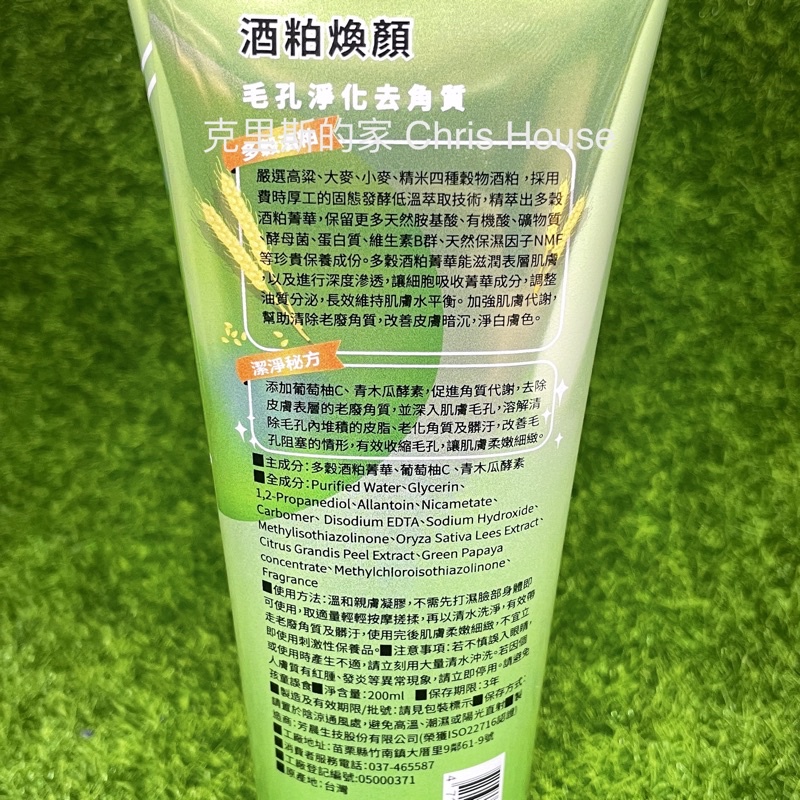 酒粕煥顏
毛孔淨化去角質
克里斯的家 Chris House
多穀酒粕
嚴選高粱、大麥、小麥、精米四種穀物酒粕，採用
費時厚工的固態發酵低溫萃取技術，精萃出多穀
酒粕菁華，保留更多天然胺基酸、有機酸、礦物質
、酵母菌、蛋白質、維生素B群、天然保濕因子NMF
等珍貴保養成份。多穀酒粕菁華能滋潤表層肌膚
，以及進行深度滲透，讓細胞吸收菁華成分，調整
油質分泌，長效維持肌膚水平衡。加強肌膚代謝，
幫助清除老廢角質，改善皮膚暗沉，淨白膚色。
潔淨秘方
添加葡萄柚C、青木瓜酵素，促進角質代謝，去除
皮膚表層的老廢角質，並深入肌膚毛孔，溶解清
除毛孔內堆積的皮脂、老化角質及髒汙，改善毛
孔阻塞的情形，有效收縮毛孔，讓肌膚柔嫩細緻。
■主成分：多穀酒粕菁華、葡萄柚C、青木瓜酵素
■全成分：Purified Water、Glycerin、
1,2-Propanediol、Allantoin、Nicametate、
Carbomer、Disodium EDTA、Sodium Hydroxide、
Methylisothiazolinone、Oryza Sativa Lees Extract、
Citrus Grandis Peel Extract、Green Papaya
concentrate、Methylchloroisothiazolinone、
Fragrance
■使用方法：溫和親膚凝膠，不需先打濕臉部身體即
可使用，取適量輕輕按摩搓揉，再以清水洗淨，有效帶
走老廢角質及髒汙，使用完後肌膚柔嫩細緻，不宜立
即使用刺激性保養品。■注意事項：若不慎誤入眼睛，
或使用時產生不適，請立刻用大量清水沖洗。若因個
人膚質有紅腫、發炎等異常現象，請立即停用。請避免
孩童誤食■淨含量：200ml ■保存期限：3年
■製造及有效期限/批號：請見包裝標示■保存方式：
請置於陰涼通風處，避免高溫、潮濕或陽光直射■製
造商：芳晨生技股份有限公司(榮獲ISO22716認證)
■工廠地址：苗栗縣竹南鎮大厝里9鄰61-9號
■消費者服務電話：037-465587
■工廠登記編號：05000371
■原產地：台灣